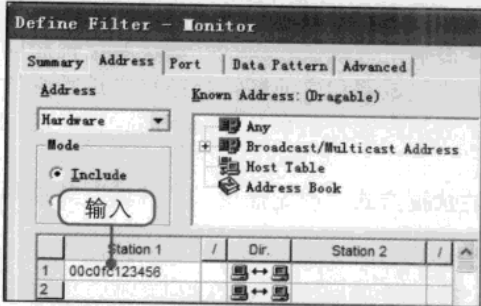 Define Filter - Monitor
Summary Address Port Data Pattern Advanced
Address
Known Address: (Dragable)
Hardware
Any
Mode
Broadcast/Multicast Address
Host Table
Include
Address Book
输入
Station 1 / Dir. Station 2 /
1 00c0fc123456
2